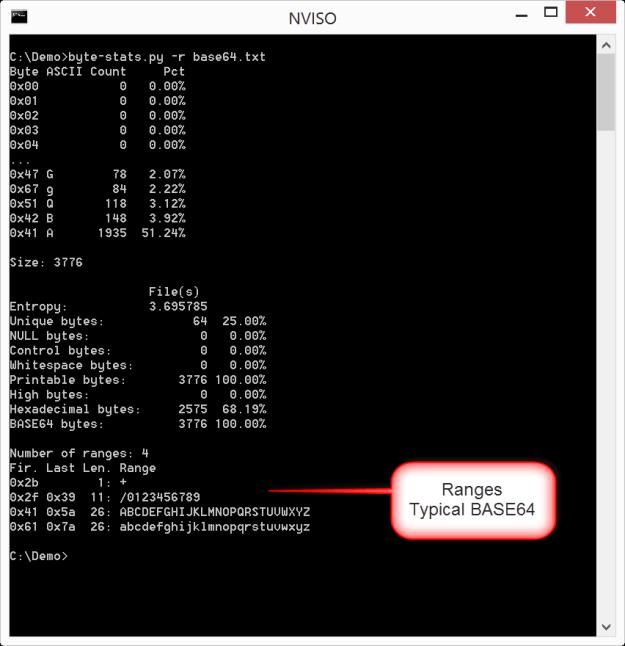 NVISO
C:\Demo>byte-stats.py -r base64.txt
Byte ASCII Count     Pct
0x00           0   0.00%
0x01           0   0.00%
0x02           0   0.00%
0x03           0   0.00%
0x04           0   0.00%
...
0x47 G        78   2.07%
0x67 g        84   2.22%
0x51 Q       118   3.12%
0x42 B       148   3.92%
0x41 A      1935  51.24%
Size: 3776
File(s)
Entropy:           3.695785
Unique bytes:            64  25.00%
NULL bytes:               0   0.00%
Control bytes:            0   0.00%
Whitespace bytes:         0   0.00%
Printable bytes:       3776 100.00%
High bytes:               0   0.00%
Hexadecimal bytes:     2575  68.19%
BASE64 bytes:          3776 100.00%
Number of ranges: 4
Fir. Last Len. Range
0x2b        1: +
0x2f 0x39  11: /0123456789
0x41 0x5a  26: ABCDEFGHIJKLMNOPQRSTUVWXYZ
0x61 0x7a  26: abcdefghijklmnopqrstuvwxyz
Ranges
Typical BASE64
C:\Demo>